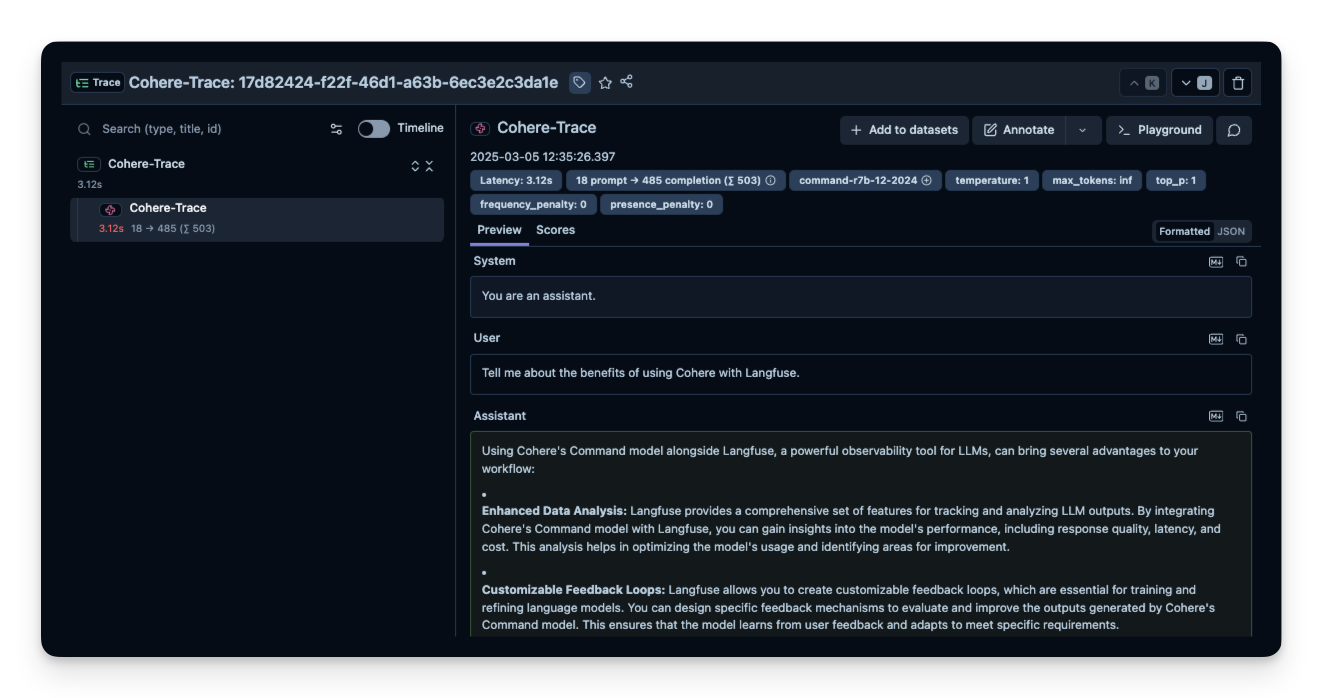 Trace Cohere-Trace: 17d82424-f22f-46d1-a63b-6ec3e2c3da1e
K
J
Search (type, title, id)
Timeline
Cohere-Trace
3.12s
Cohere-Trace
3.12s 18 → 485 (∑ 503)
Cohere-Trace
Add to datasets
Annotate
Playground
2025-03-05 12:35:26.397
Latency: 3.12s 18 prompt → 485 completion (∑ 503) command-r7b-12-2024 temperature: 1 max_tokens: inf top_p: 1
frequency_penalty: 0 presence_penalty: 0
Preview Scores
Formatted JSON
System
M↓
You are an assistant.
User
M↓
Tell me about the benefits of using Cohere with Langfuse.
Assistant
M↓
Using Cohere's Command model alongside Langfuse, a powerful observability tool for LLMs, can bring several advantages to your
workflow:
•
Enhanced Data Analysis: Langfuse provides a comprehensive set of features for tracking and analyzing LLM outputs. By integrating
Cohere's Command model with Langfuse, you can gain insights into the model's performance, including response quality, latency, and
cost. This analysis helps in optimizing the model's usage and identifying areas for improvement.
•
Customizable Feedback Loops: Langfuse allows you to create customizable feedback loops, which are essential for training and
refining language models. You can design specific feedback mechanisms to evaluate and improve the outputs generated by Cohere's
Command model. This ensures that the model learns from user feedback and adapts to meet specific requirements.